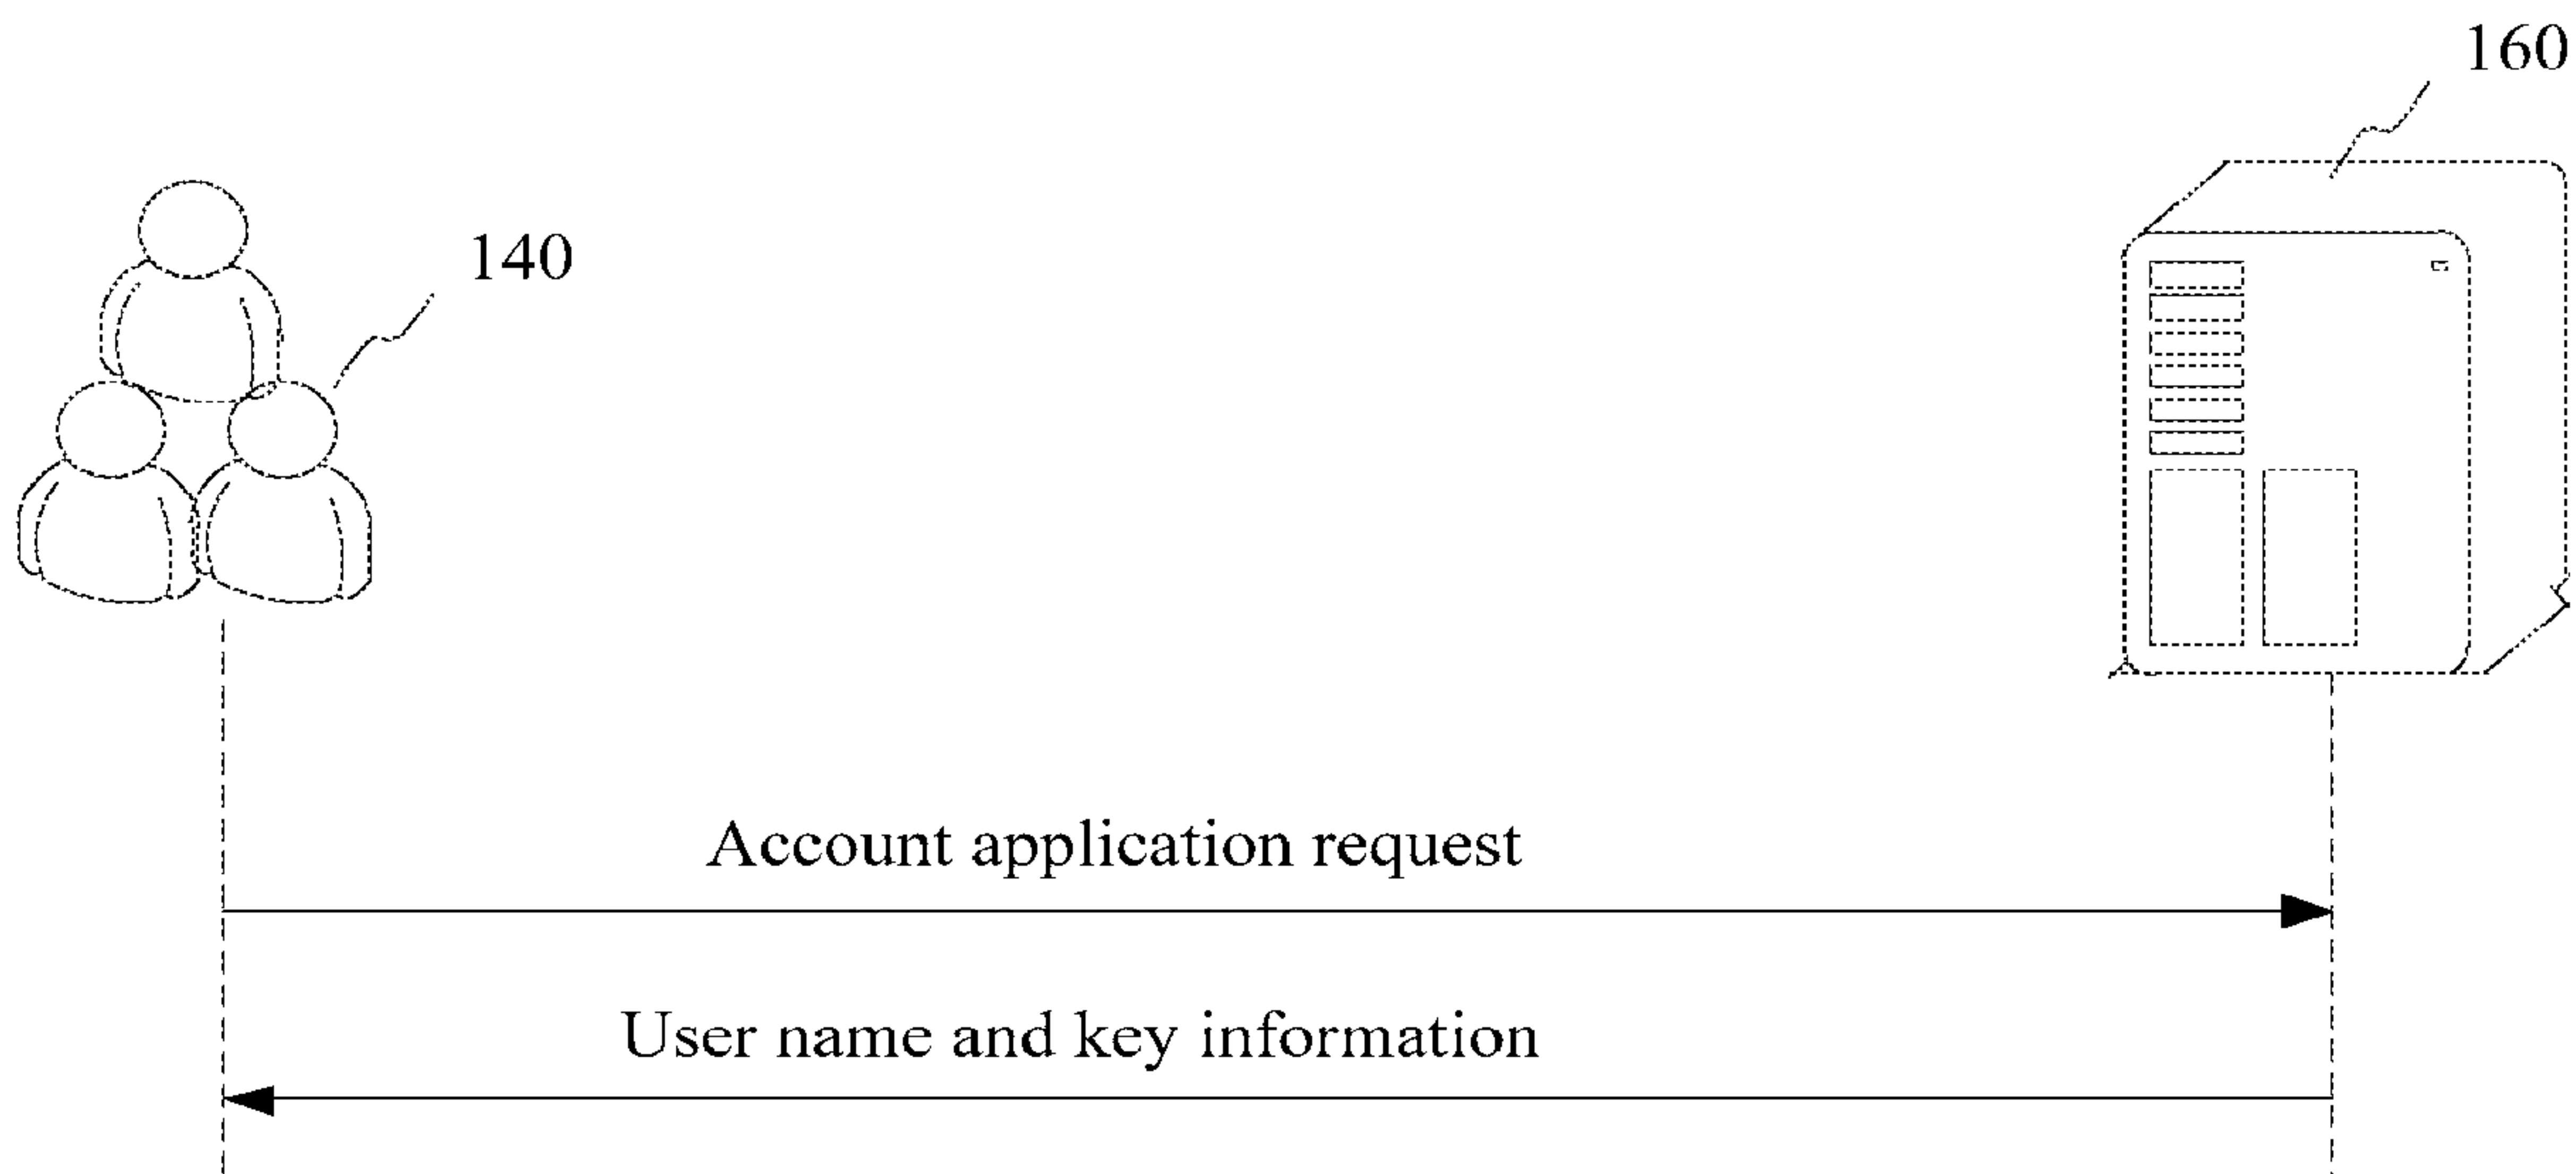 160
140
Account application request
User name and key information